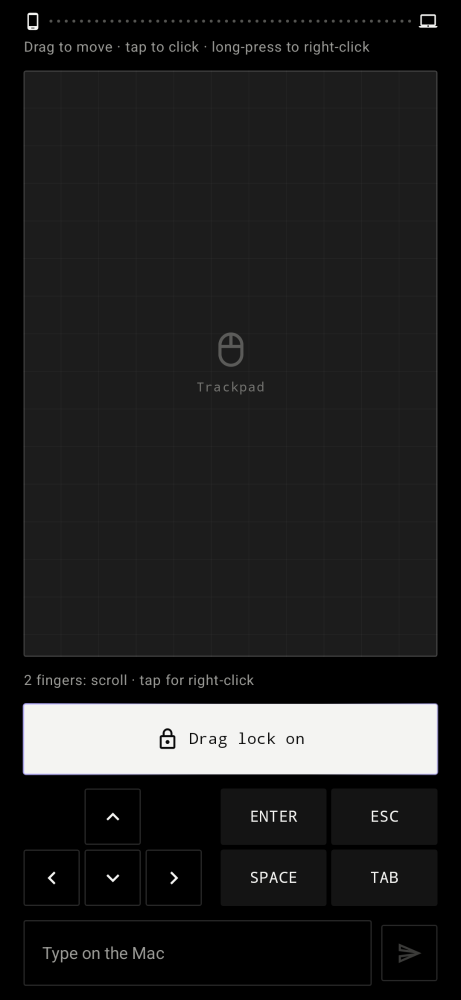 Drag to move · tap to click · long-press to right-click
Trackpad
2 fingers: scroll · tap for right-click
Drag lock on
ENTER
ESC
SPACE
TAB
Type on the Mac